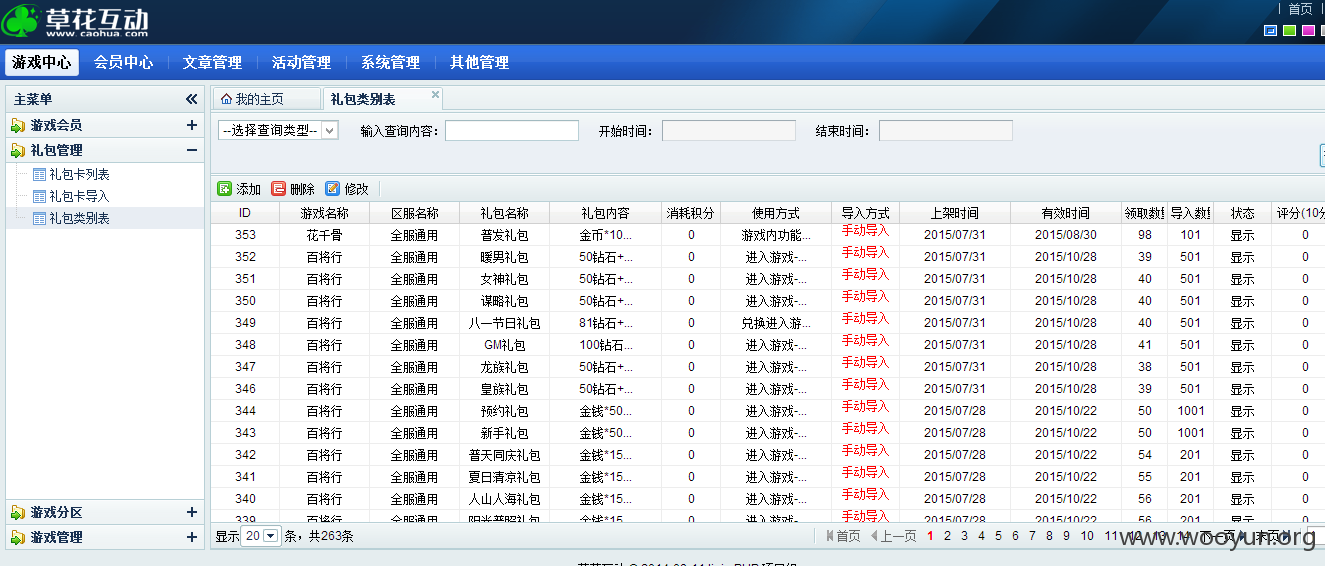 草花互动
www.caohua.com
首页
游戏中心 会员中心 文章管理 活动管理 系统管理 其他管理
主菜单
游戏会员
礼包管理
礼包卡列表
礼包卡导入
礼包类别表
游戏分区
游戏管理
我的主页 礼包类别表
--选择查询类型-- 输入查询内容: 开始时间: 结束时间:
添加 删除 修改
ID 游戏名称 区服名称 礼包名称 礼包内容 消耗积分 使用方式 导入方式 上架时间 有效时间 领取数 导入数 状态 评分(10
353 花千骨 全服通用 普发礼包 金币*10... 0 游戏内功能... 手动导入 2015/07/31 2015/08/30 98 101 显示 0
352 百将行 全服通用 暖男礼包 50钻石+... 0 进入游戏-... 手动导入 2015/07/31 2015/10/28 39 501 显示 0
351 百将行 全服通用 女神礼包 50钻石+... 0 进入游戏-... 手动导入 2015/07/31 2015/10/28 40 501 显示 0
350 百将行 全服通用 谋略礼包 50钻石+... 0 进入游戏-... 手动导入 2015/07/31 2015/10/28 40 501 显示 0
349 百将行 全服通用 八一节日礼包 81钻石+... 0 兑换进入游... 手动导入 2015/07/31 2015/10/28 40 501 显示 0
348 百将行 全服通用 GM礼包 100钻石... 0 进入游戏-... 手动导入 2015/07/31 2015/10/28 41 501 显示 0
347 百将行 全服通用 龙族礼包 50钻石+... 0 进入游戏-... 手动导入 2015/07/31 2015/10/28 38 501 显示 0
346 百将行 全服通用 皇族礼包 50钻石+... 0 进入游戏-... 手动导入 2015/07/31 2015/10/28 39 501 显示 0
344 百将行 全服通用 预约礼包 金钱*50... 0 进入游戏-... 手动导入 2015/07/28 2015/10/22 50 1001 显示 0
343 百将行 全服通用 新手礼包 金钱*50... 0 进入游戏-... 手动导入 2015/07/28 2015/10/22 50 1001 显示 0
342 百将行 全服通用 普天同庆礼包 金钱*15... 0 进入游戏-... 手动导入 2015/07/28 2015/10/22 54 201 显示 0
341 百将行 全服通用 夏日清凉礼包 金钱*15... 0 进入游戏-... 手动导入 2015/07/28 2015/10/22 55 201 显示 0
340 百将行 全服通用 人山人海礼包 金钱*15... 0 进入游戏-... 手动导入 2015/07/28 2015/10/22 56 201 显示 0
339 百将行 全服通用 阳光普照礼包 金钱*15... 0 进入游戏-... 手动导入 2015/07/28 2015/10/22 56 201 显示 0
显示 20 条，共263条 首页 上一页 1 2 3 4 5 6 7 8 9 10 11 12 13 14 下一页 末页
www.wooyun.org